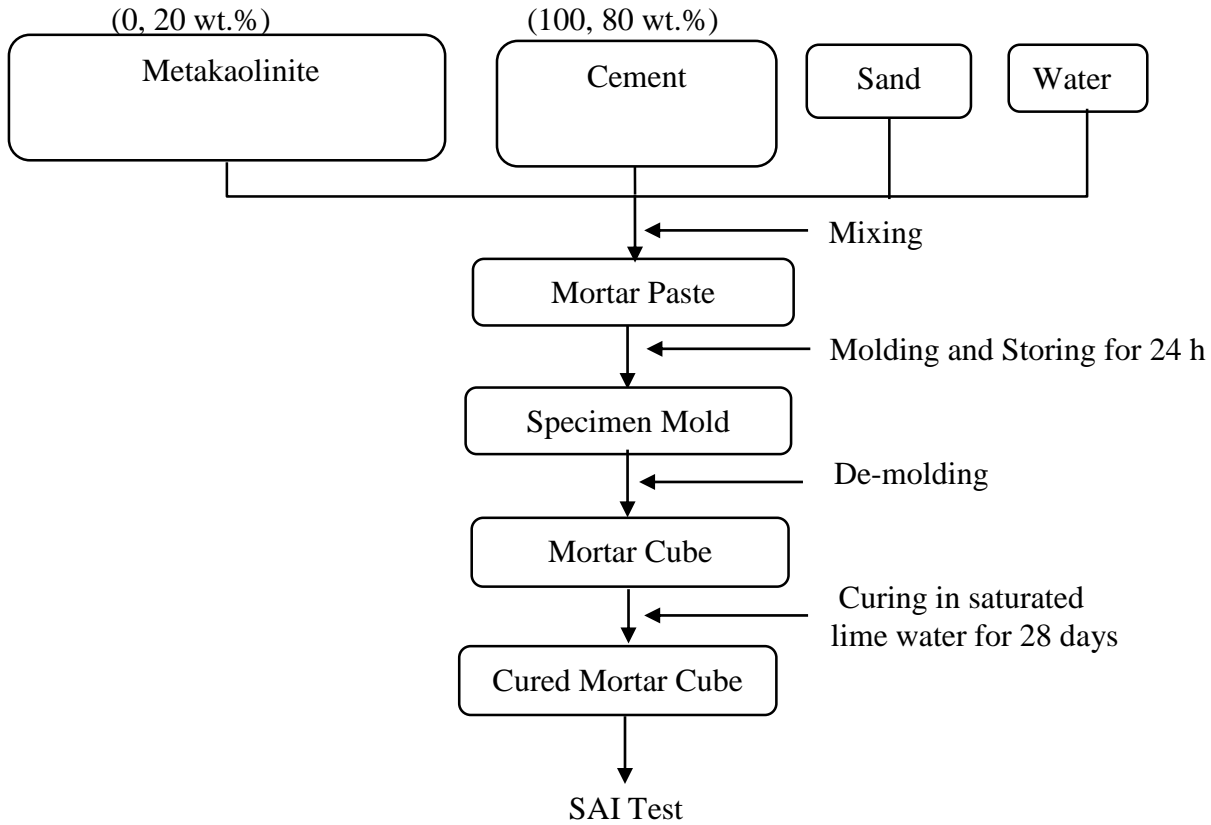 (0, 20 wt.%)
(100, 80 wt.%)
Metakaolinite
Cement
Sand
Water
Mixing
Mortar Paste
Molding and Storing for 24 h
Specimen Mold
De-molding
Mortar Cube
Curing in saturated
lime water for 28 days
Cured Mortar Cube
SAI Test